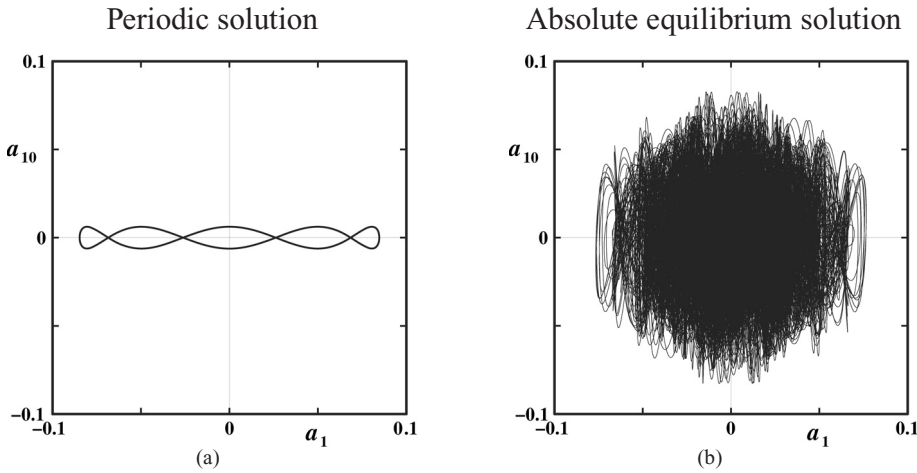 Periodic solution
Absolute equilibrium solution
0.1
a10
0
−0.1
−0.1
0
a1
0.1
(a)
0.1
a10
0
−0.1
−0.1
0
a1
0.1
(b)